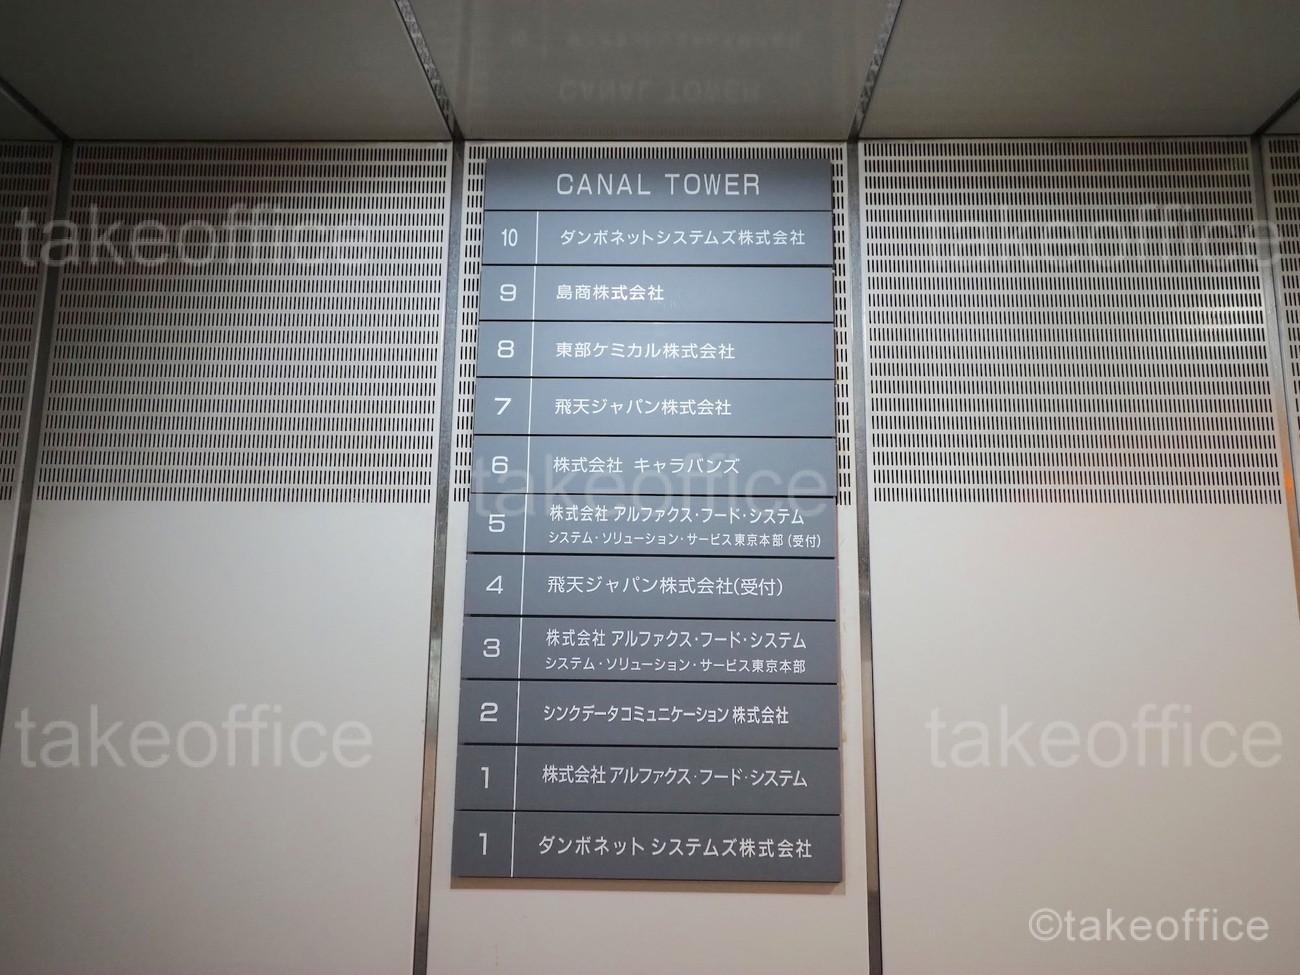 CANAL TOWER
10 ダンボネットシステムズ株式会社
9 島商株式会社
8 東部ケミカル株式会社
7 飛天ジャパン株式会社
6 株式会社 キャラバンズ
5 株式会社 アルファクス・フード・システム
システム・ソリューション・サービス東京本部(受付)
4 飛天ジャパン株式会社(受付)
3 株式会社 アルファクス・フード・システム
システム・ソリューション・サービス東京本部
2 シンクデータコミュニケーション 株式会社
1 株式会社 アルファクス・フード・システム
1 ダンボネット システムズ株式会社
takeoffice
takeoffice
takeoffice
takeoffice
takeoffice
©takeoffice